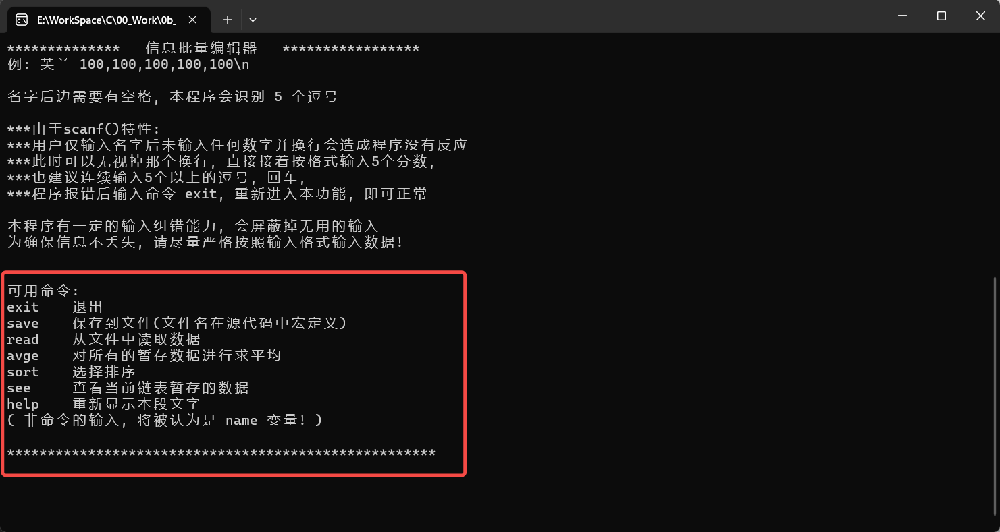 E:\WorkSpace\C\00_Work\0b_
************** 信息批量编辑器 *****************
例: 芙兰 100,100,100,100,100\n
名字后边需要有空格, 本程序会识别 5 个逗号
***由于scanf()特性:
***用户仅输入名字后未输入任何数字并换行会造成程序没有反应
***此时可以无视掉那个换行, 直接接着按格式输入5个分数,
***也建议连续输入5个以上的逗号, 回车,
***程序报错后输入命令 exit, 重新进入本功能, 即可正常
本程序有一定的输入纠错能力, 会屏蔽掉无用的输入
为确保信息不丢失, 请尽量严格按照输入格式输入数据!
可用命令:
exit 退出
save 保存到文件(文件名在源代码中宏定义)
read 从文件中读取数据
avge 对所有的暂存数据进行求平均
sort 选择排序
see 查看当前链表暂存的数据
help 重新显示本段文字
( 非命令的输入, 将被认为是 name 变量! )
*****************************************************